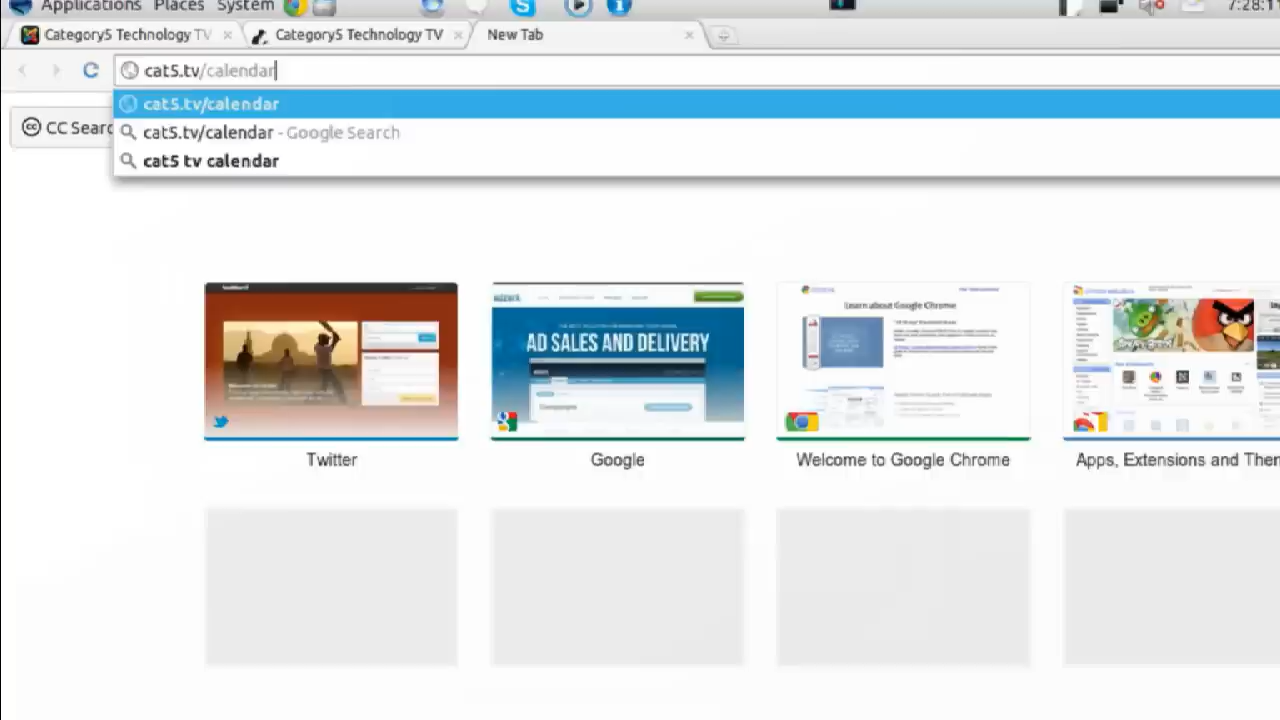 Applications Places System 7:28:1
Category5 Technology TV Category5 Technology TV New Tab
cat5.tv/calendar
cat5.tv/calendar
cat5.tv/calendar - Google Search
cat5 tv calendar
CC Searc
AD SALES AND DELIVERY
Learn about Google Chrome
Twitter Google Welcome to Google Chrome Apps, Extensions and Them